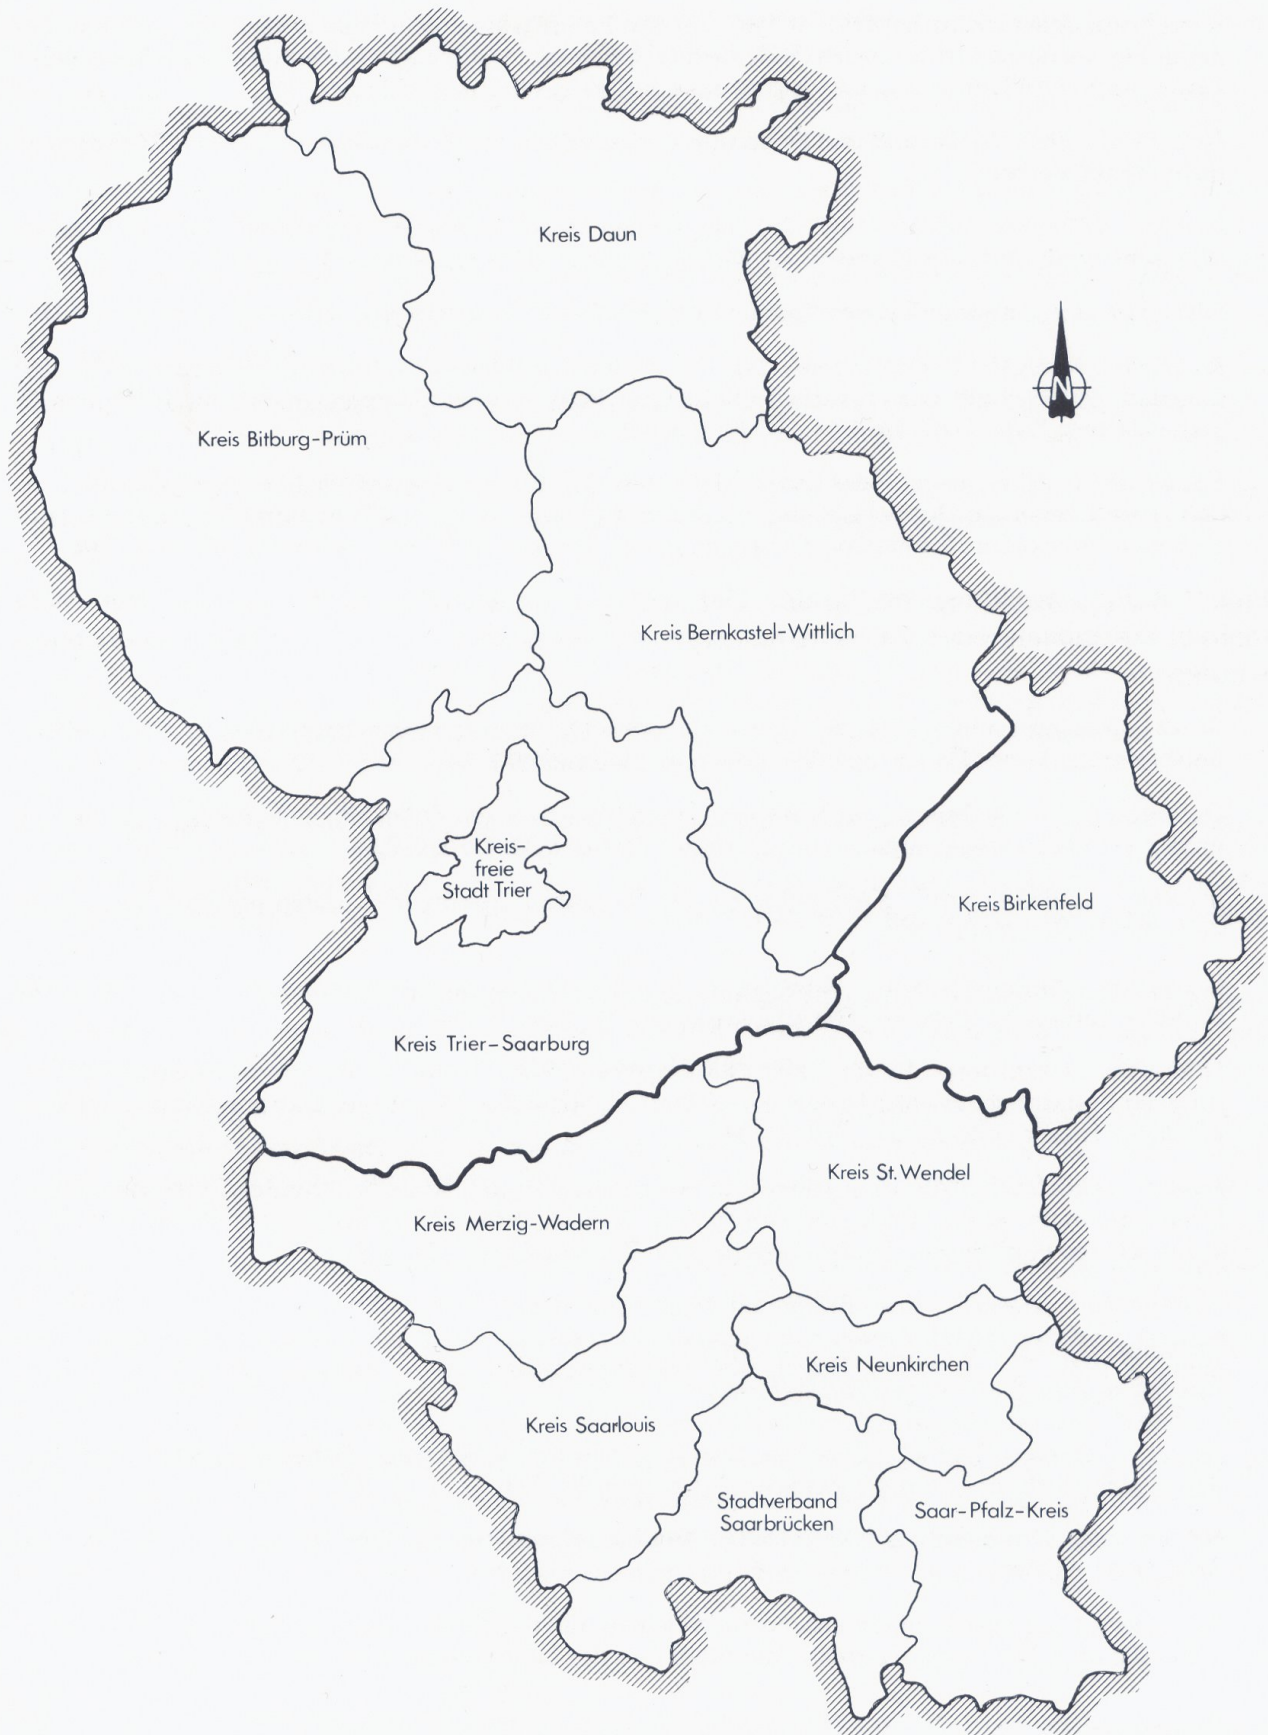 Kreis Daun
N
Kreis Bitburg-Prüm
Kreis Bernkastel-Wittlich
Kreis-
freie
Stadt Trier
Kreis Birkenfeld
Kreis Trier-Saarburg
Kreis St. Wendel
Kreis Merzig-Wadern
Kreis Neunkirchen
Kreis Saarlouis
Stadtverband
Saarbrücken
Saar-Pfalz-Kreis